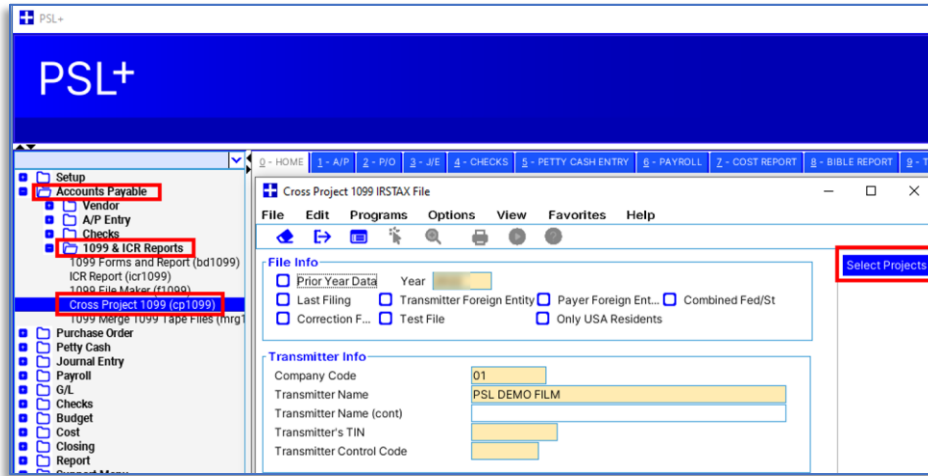 PSL+
PSL+
0 - HOME 1 - A/P 2 - P/O 3 - J/E 4 - CHECKS 5 - PETTY CASH ENTRY 6 - PAYROLL 7 - COST REPORT 8 - BIBLE REPORT 9 - T
Setup
Accounts Payable
Vendor
A/P Entry
Checks
1099 & ICR Reports
1099 Forms and Report (bd1099)
ICR Report (icr1099)
1099 File Maker (f1099)
Cross Project 1099 (cp1099)
1099 Merge 1099 Tape Files (mrg1
Purchase Order
Petty Cash
Journal Entry
Payroll
G/L
Checks
Budget
Cost
Closing
Report
Support Menu
Cross Project 1099 IRSTAX File
File Edit Programs Options View Favorites Help
File Info
Prior Year Data Year
Last Filing Transmitter Foreign Entity Payer Foreign Ent... Combined Fed/St
Correction F... Test File Only USA Residents
Transmitter Info
Company Code 01
Transmitter Name PSL DEMO FILM
Transmitter Name (cont)
Transmitter's TIN
Transmitter Control Code
Select Projects